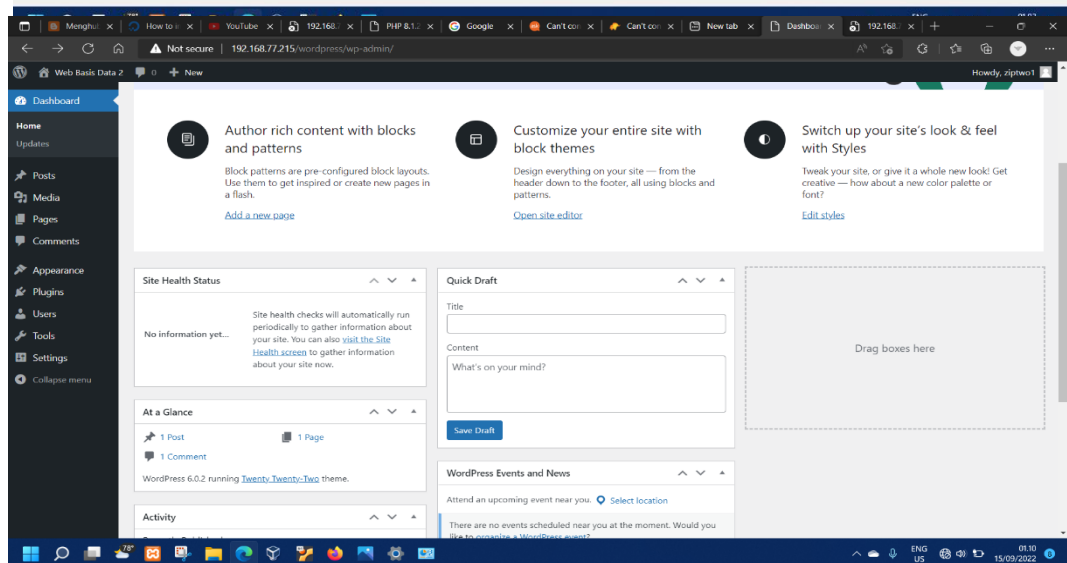 Menghul
How to i
YouTube
192.168.
PHP 8.1.2
Google
Can't con
Can't con
New tab
Dashboa
192.168.
Not secure | 192.168.77.215/wordpress/wp-admin/
Web Basis Data 2 0 + New Howdy, ziptwo1
Dashboard
Home
Updates
Posts
Media
Pages
Comments
Appearance
Plugins
Users
Tools
Settings
Collapse menu
Author rich content with blocks
and patterns
Block patterns are pre-configured block layouts.
Use them to get inspired or create new pages in
a flash.
Add a new page
Customize your entire site with
block themes
Design everything on your site — from the
header down to the footer, all using blocks and
patterns.
Open site editor
Switch up your site's look & feel
with Styles
Tweak your site, or give it a whole new look! Get
creative — how about a new color palette or
font?
Edit styles
Site Health Status
No information yet...
Site health checks will automatically run
periodically to gather information about
your site. You can also visit the Site
Health screen to gather information
about your site now.
At a Glance
1 Post
1 Page
1 Comment
WordPress 6.0.2 running Twenty Twenty-Two theme.
Activity
Quick Draft
Title
Content
What's on your mind?
Save Draft
WordPress Events and News
Attend an upcoming event near you. Select location
There are no events scheduled near you at the moment. Would you
like to organize a WordPress event?
Drag boxes here
78°
ENG
US
01.10
15/09/2022